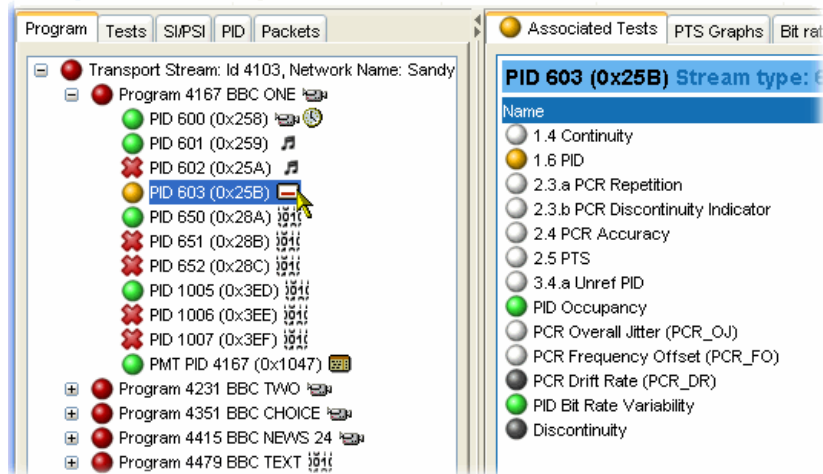 Program Tests SI/PSI PID Packets
Transport Stream: Id 4103, Network Name: Sandy
Program 4167 BBC ONE
PID 600 (0x258)
PID 601 (0x259)
PID 602 (0x25A)
PID 603 (0x25B)
PID 650 (0x28A)
PID 651 (0x28B)
PID 652 (0x28C)
PID 1005 (0x3ED)
PID 1006 (0x3EE)
PID 1007 (0x3EF)
PMT PID 4167 (0x1047)
Program 4231 BBC TWO
Program 4351 BBC CHOICE
Program 4415 BBC NEWS 24
Program 4479 BBC TEXT
Associated Tests PTS Graphs Bit rat
PID 603 (0x25B) Stream type:
Name
1.4 Continuity
1.6 PID
2.3.a PCR Repetition
2.3.b PCR Discontinuity Indicator
2.4 PCR Accuracy
2.5 PTS
3.4.a Unref PID
PID Occupancy
PCR Overall Jitter (PCR_OJ)
PCR Frequency Offset (PCR_FO)
PCR Drift Rate (PCR_DR)
PID Bit Rate Variability
Discontinuity